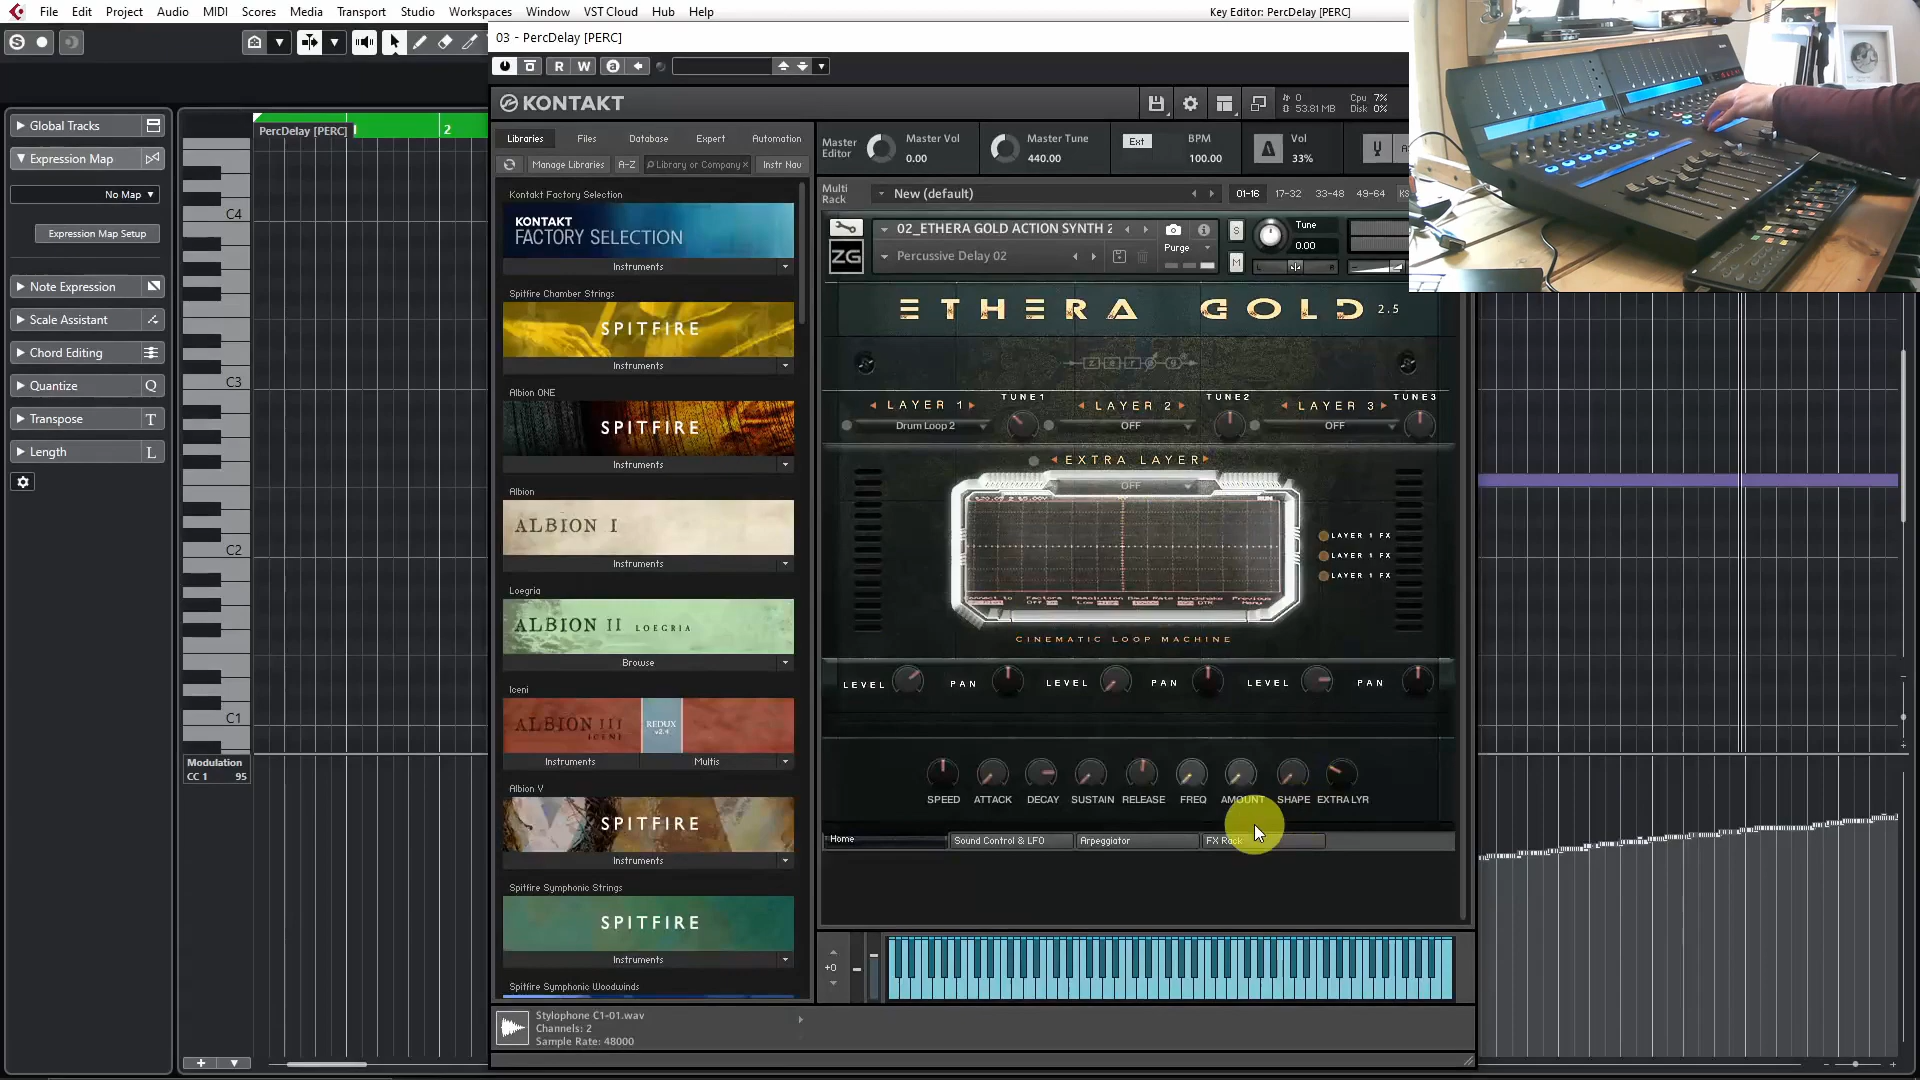 File Edit Project Audio MIDI Scores Media Transport Studio Workspaces Window VST Cloud Hub Help
Key Editor: PercDelay [PERC]
03 - PercDelay [PERC]
R W
KONTAKT
0
53.81 MB
Cpu 7%
Disk 0%
Global Tracks
Expression Map
No Map
Expression Map Setup
Note Expression
Scale Assistant
Chord Editing
Quantize Q
Transpose T
Length L
PercDelay [PERC]
2
C4
C3
C2
C1
Modulation
CC 1 95
Libraries Files Database Expert Automation
Manage Libraries A-Z Library or Company Instr Nav
Kontakt Factory Selection
KONTAKT
FACTORY SELECTION
Instruments
Spitfire Chamber Strings
SPITFIRE
Instruments
Albion ONE
SPITFIRE
Instruments
Albion
ALBION I
Instruments
Loegria
ALBION II LOEGRIA
Browse
Iceni
ALBION III ICENI
REDUX
v2.4
Instruments Multis
Albion V
SPITFIRE
Instruments
Spitfire Symphonic Strings
SPITFIRE
Instruments
Spitfire Symphonic Woodwinds
Master
Editor
Master Vol
0.00
Master Tune
440.00
Ext
BPM
100.00
Vol
33%
Multi
Rack
New (default)
01-16 17-32 33-48 49-64 KS
02_ETHERA GOLD ACTION SYNTH 2
Percussive Delay 02
ZG
Purge
S
M
Tune
0.00
L R
ETHERA GOLD 2.5
LAYER 1
Drum Loop 2
TUNE1
LAYER 2
OFF
TUNE2
LAYER 3
OFF
TUNE3
EXTRA LAYER
OFF
LAYER 1 FX
LAYER 1 FX
LAYER 1 FX
CINEMATIC LOOP MACHINE
LEVEL PAN LEVEL PAN LEVEL PAN
SPEED ATTACK DECAY SUSTAIN RELEASE FREQ AMOUNT SHAPE EXTRA LYR
Home Sound Control & LFO Arpeggiator FX Rack
+0
Stylophone C1-01.wav
Channels: 2
Sample Rate: 48000